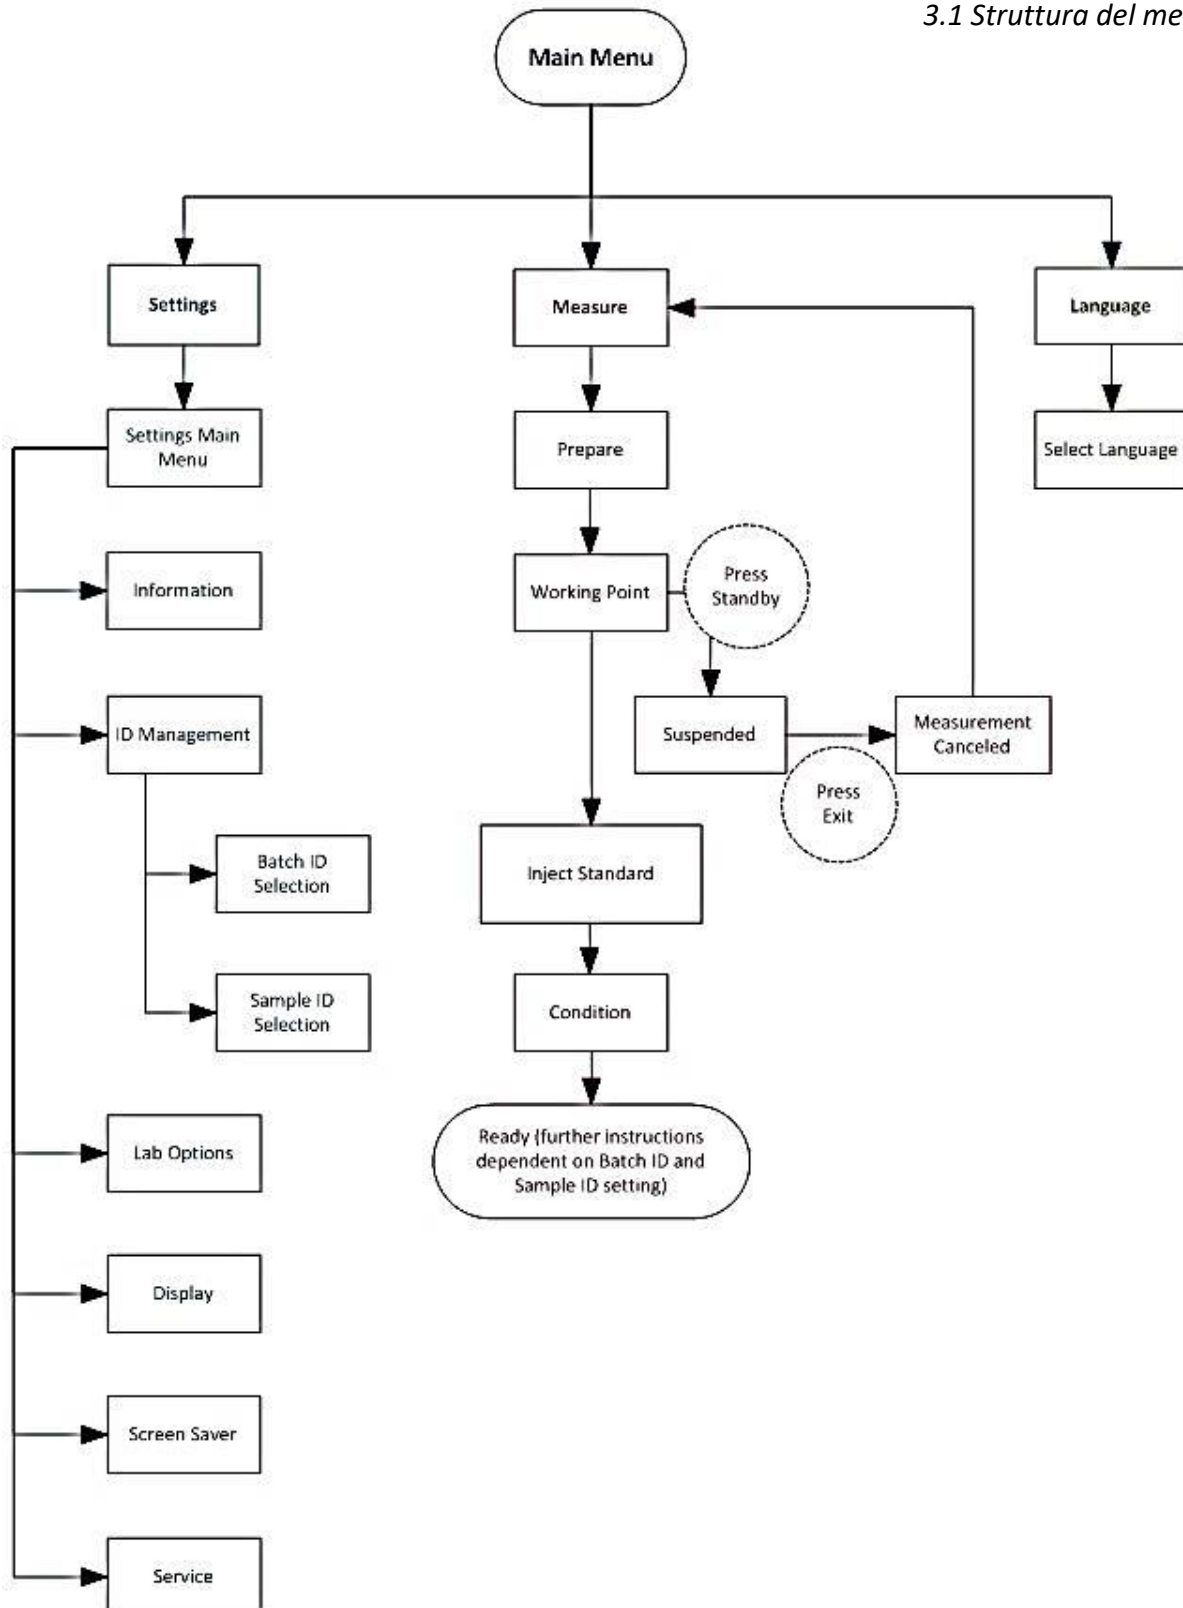 3.1 Struttura del me
Main Menu
Settings
Measure
Language
Settings Main
Menu
Prepare
Select Language
Information
Working Point
Press
Standby
ID Management
Suspended
Measurement
Canceled
Press
Exit
Batch ID
Selection
Inject Standard
Sample ID
Selection
Condition
Lab Options
Ready (further instructions
dependent on Batch ID and
Sample ID setting)
Display
Screen Saver
Service